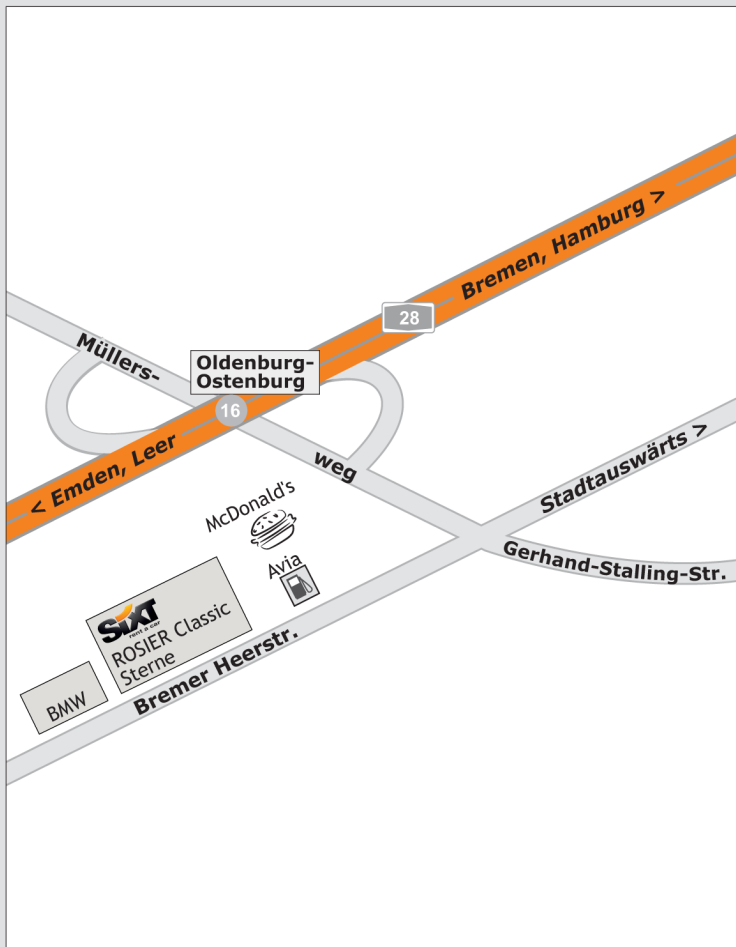 Bremen, Hamburg >
28
Müllers-
Oldenburg-
Ostenburg
16
< Emden, Leer
weg
Stadtauswärts >
McDonald's
Gerhand-Stalling-Str.
Avia
SIXT
rent a car
ROSIER Classic
Sterne
Bremer Heerstr.
BMW